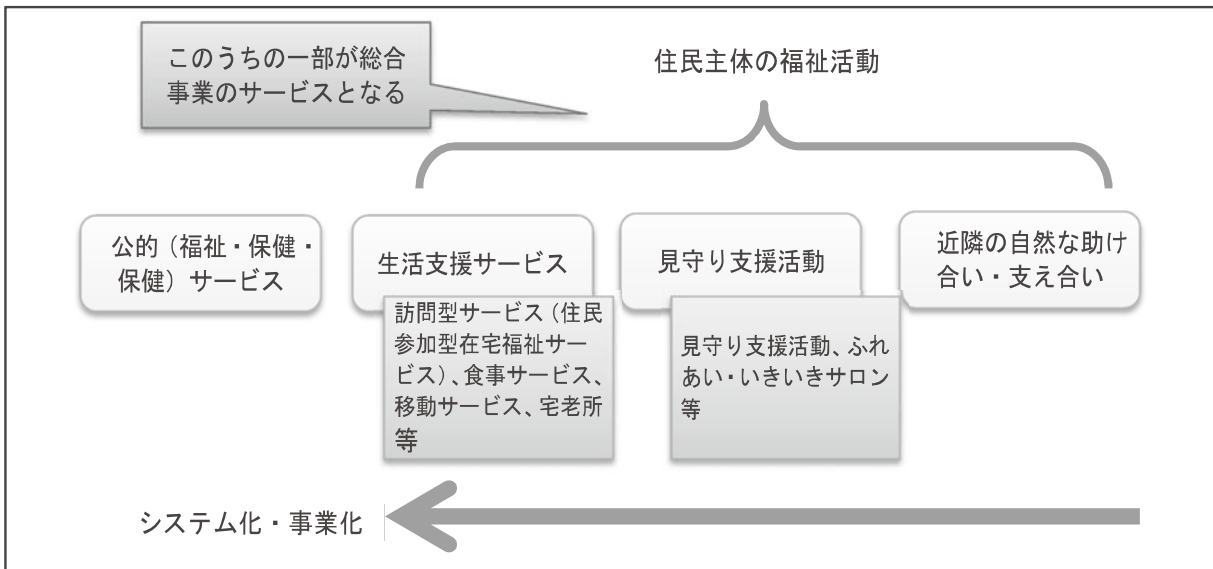 このうちの一部が総合
事業のサービスとなる
住民主体の福祉活動
公的（福祉・保健・
保健）サービス
生活支援サービス
見守り支援活動
近隣の自然な助け
合い・支え合い
訪問型サービス（住民
参加型在宅福祉サー
ビス）、食事サービス、
移動サービス、宅老所
等
見守り支援活動、ふれ
あい・いきいきサロン
等
システム化・事業化